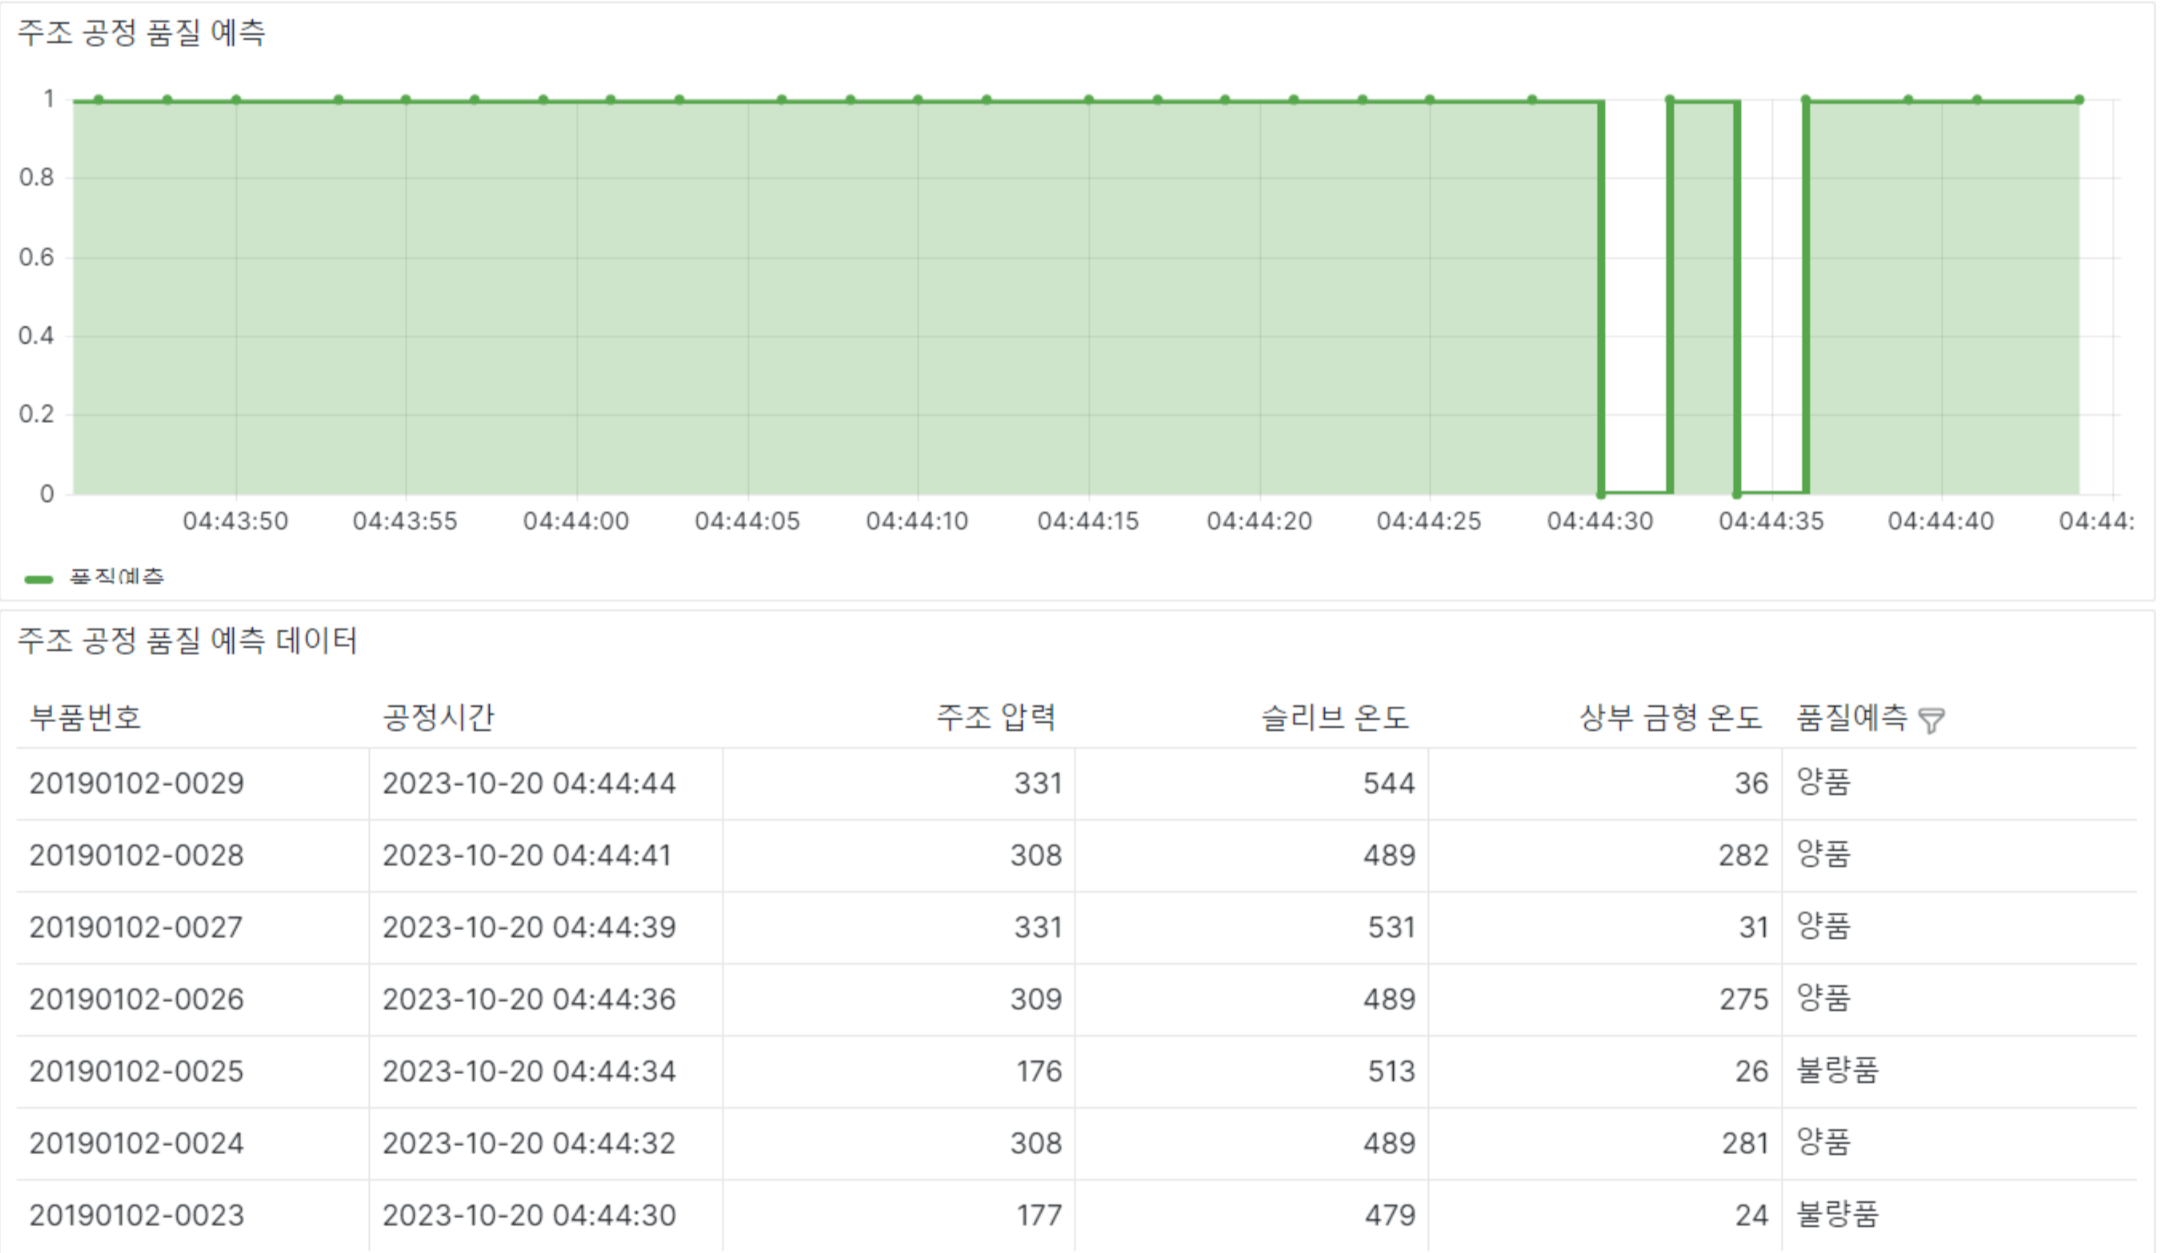 주조 공정 품질 예측
1
0.8
0.6
0.4
0.2
0
04:43:50 04:43:55 04:44:00 04:44:05 04:44:10 04:44:15 04:44:20 04:44:25 04:44:30 04:44:35 04:44:40 04:44:
품질예측
주조 공정 품질 예측 데이터
부품번호 공정시간 주조 압력 슬리브 온도 상부 금형 온도 품질예측
20190102-0029 2023-10-20 04:44:44 331 544 36 양품
20190102-0028 2023-10-20 04:44:41 308 489 282 양품
20190102-0027 2023-10-20 04:44:39 331 531 31 양품
20190102-0026 2023-10-20 04:44:36 309 489 275 양품
20190102-0025 2023-10-20 04:44:34 176 513 26 불량품
20190102-0024 2023-10-20 04:44:32 308 489 281 양품
20190102-0023 2023-10-20 04:44:30 177 479 24 불량품